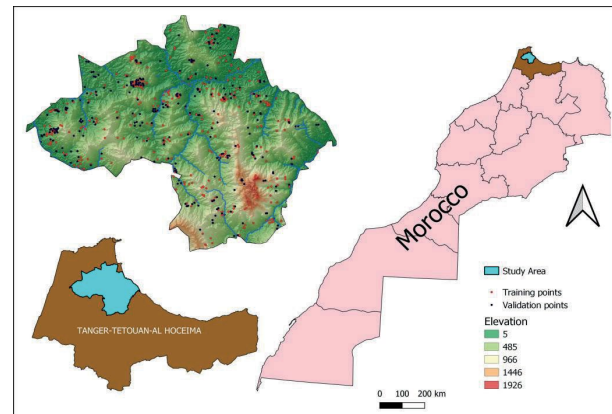 Morocco
TANGER-TETOUAN-AL HOCEIMA
Study Area
Training points
Validation points
Elevation
5
485
966
1446
1926
0 100 200 km